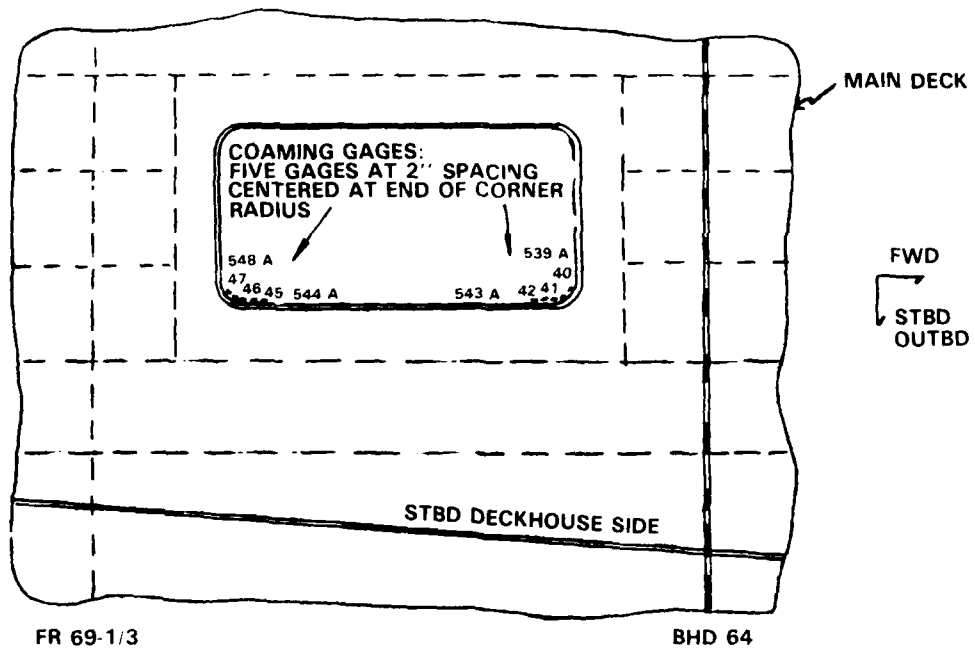 MAIN DECK
COAMING GAGES:
FIVE GAGES AT 2'' SPACING
CENTERED AT END OF CORNER
RADIUS
548 A
539 A
47
40
46 45 544 A
543 A 42 41
FWD
STBD
OUTBD
STBD DECKHOUSE SIDE
FR 69-1/3
BHD 64